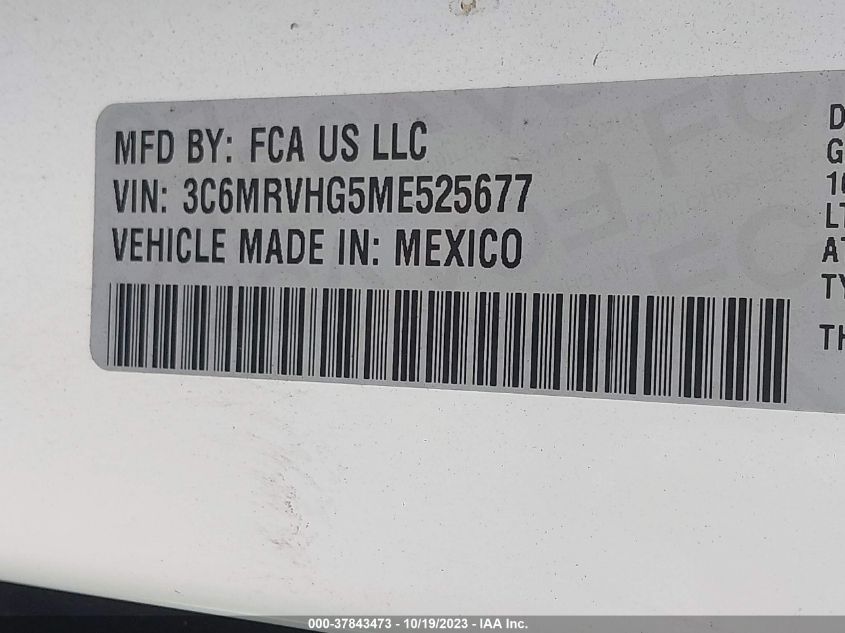 MFD BY: FCA US LLC
VIN: 3C6MRVHG5ME525677
VEHICLE MADE IN: MEXICO
000-37843473 - 10/19/2023 - IAA Inc.